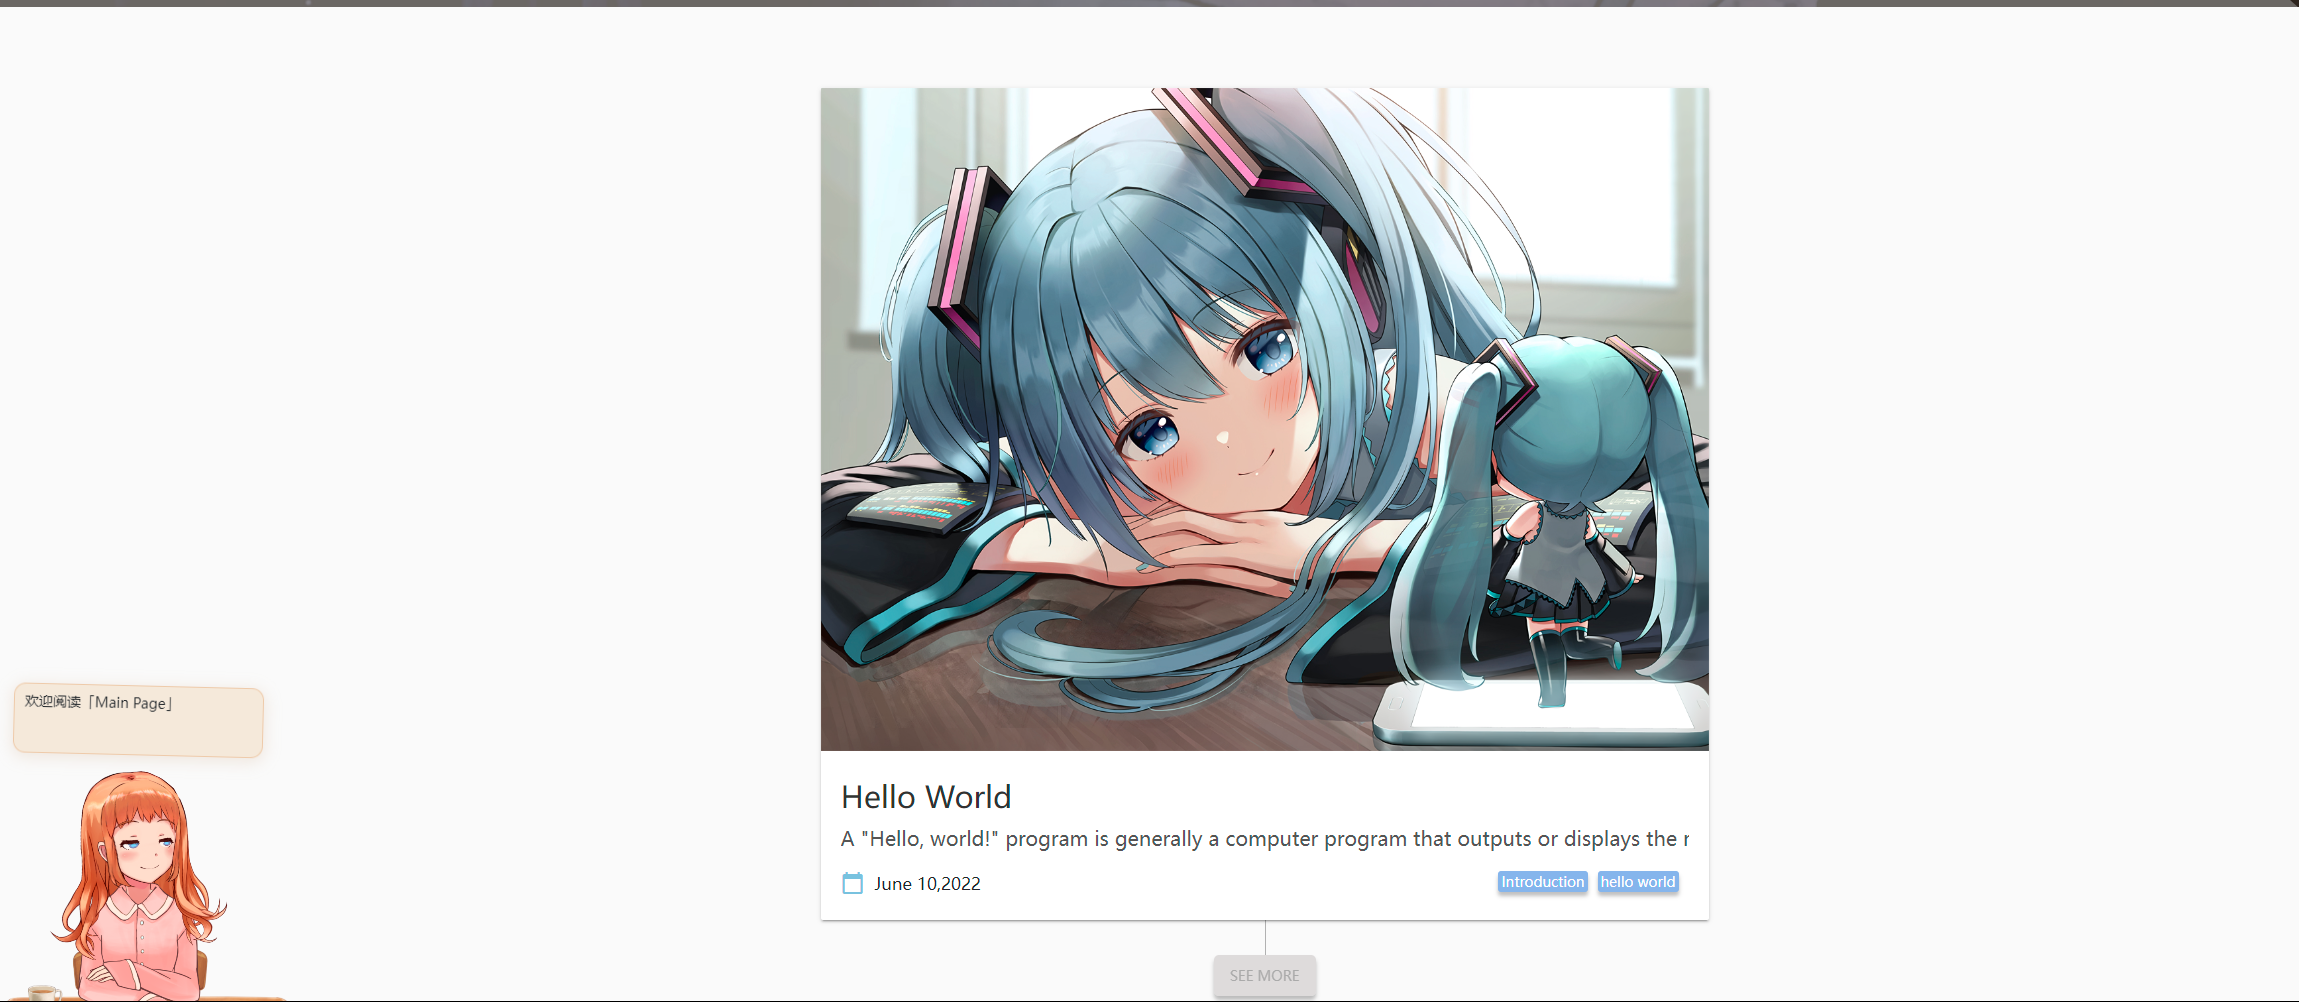 欢迎阅读「Main Page」
Hello World
A "Hello, world!" program is generally a computer program that outputs or displays the
June 10,2022
Introduction hello world
SEE MORE